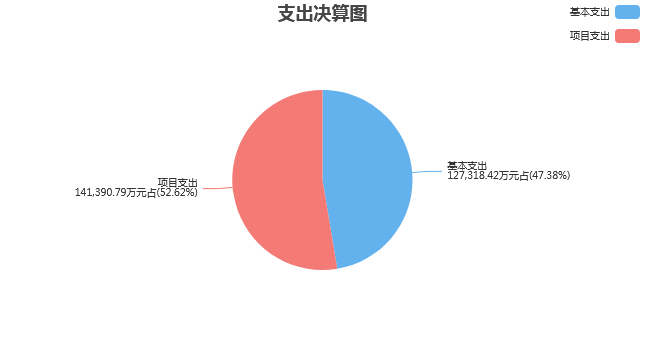 支出决算图
基本支出
项目支出
基本支出
127,318.42万元占(47.38%)
项目支出
141,390.79万元占(52.62%)